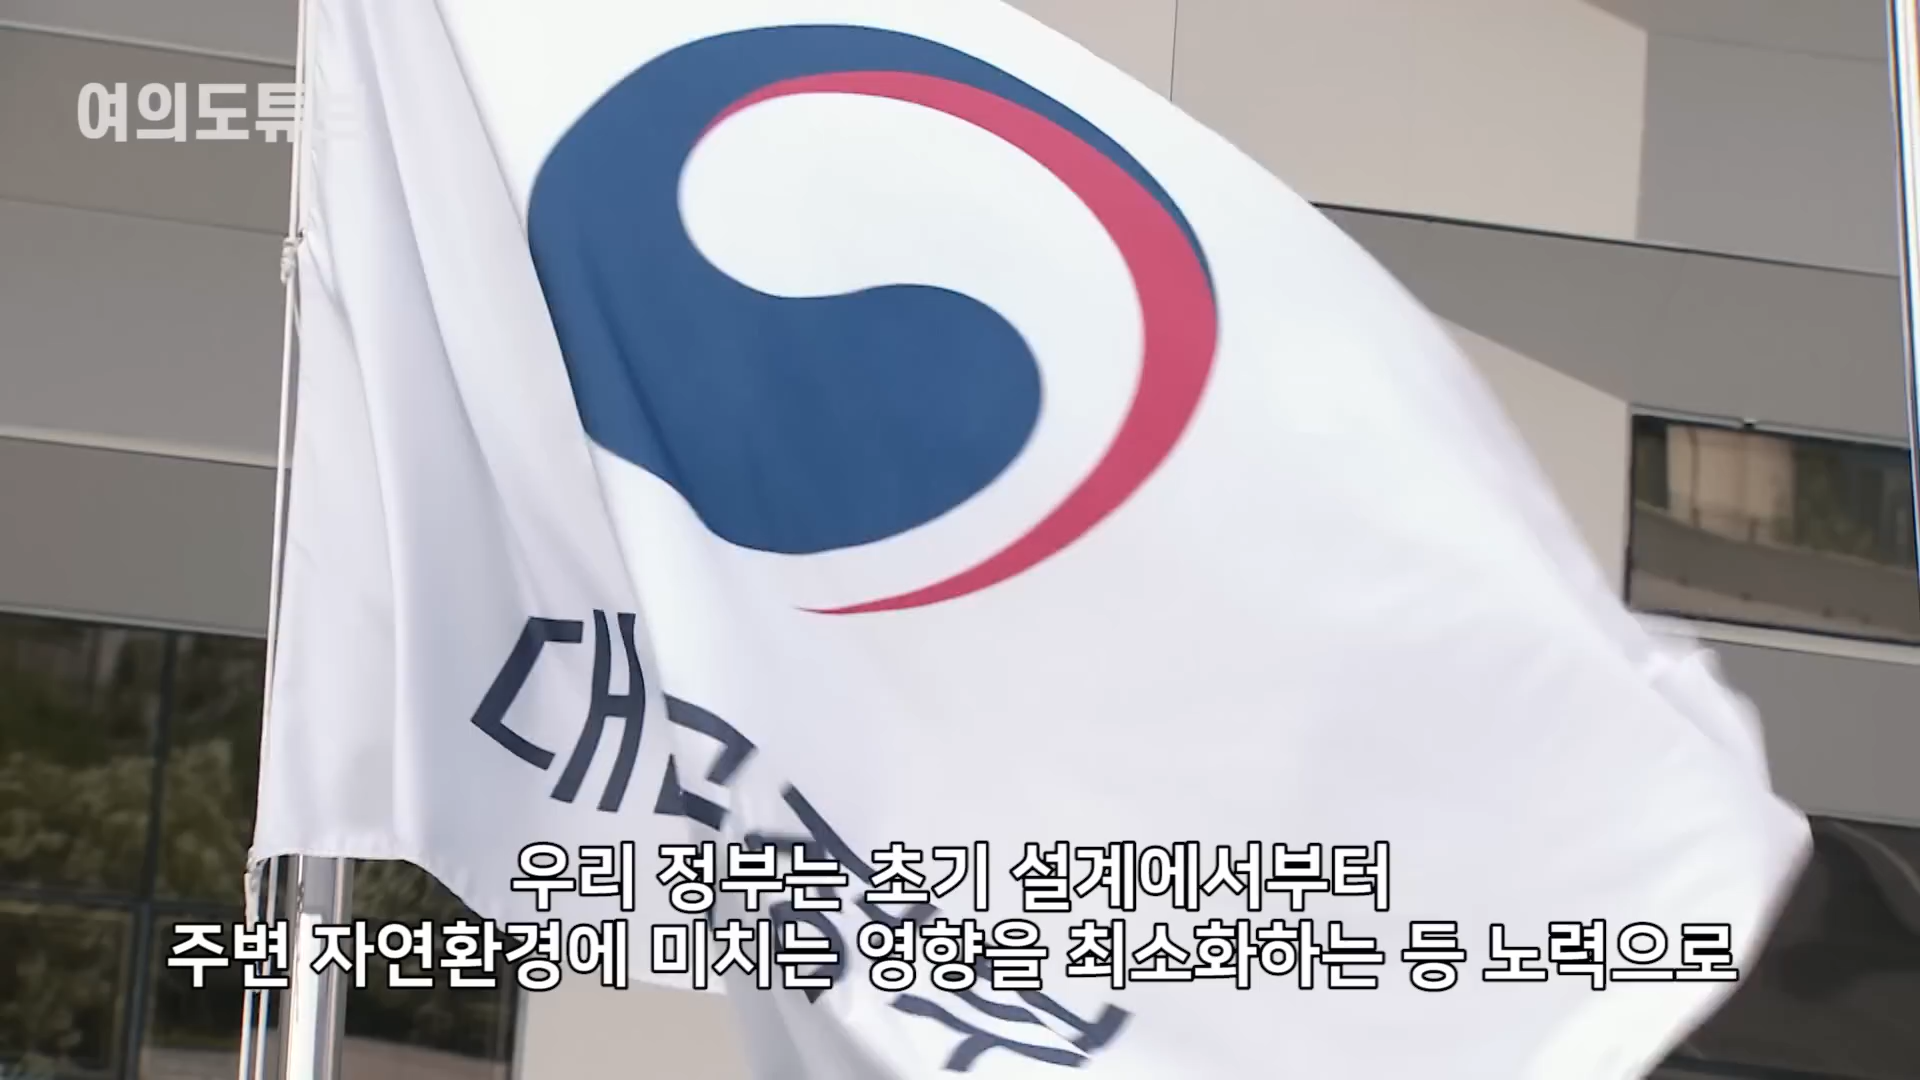 여의도튜브
우리 정부는 초기 설계에서부터
주변 자연환경에 미치는 영향을 최소화하는 등 노력으로